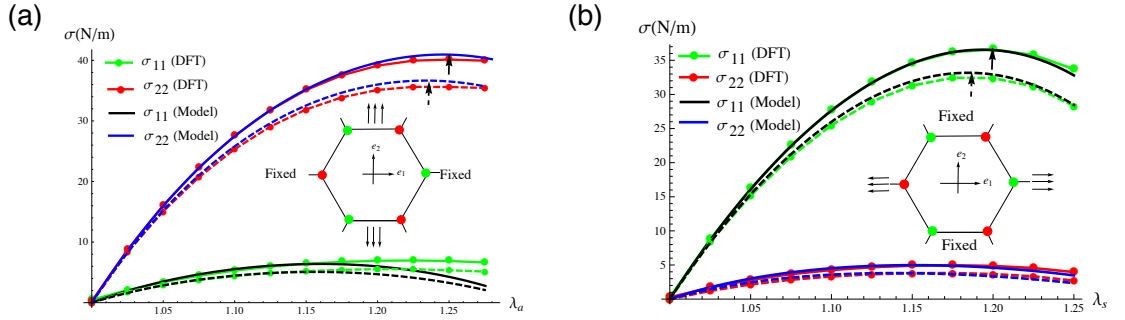 (a)
σ(N/m)
40
30
20
10
σ11 (DFT)
σ22 (DFT)
σ11 (Model)
σ22 (Model)
e2
e1
Fixed
Fixed
1.05
1.10
1.15
1.20
1.25
λa
(b)
σ(N/m)
35
30
25
20
15
10
5
σ11 (DFT)
σ22 (DFT)
σ11 (Model)
σ22 (Model)
Fixed
e2
e1
Fixed
1.05
1.10
1.15
1.20
1.25
λs